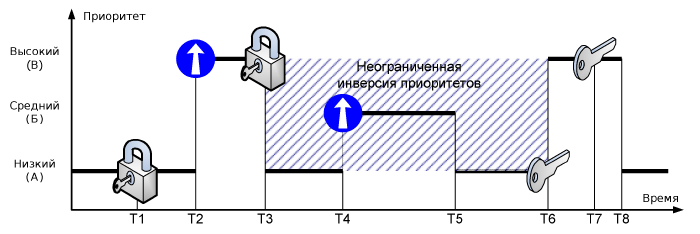 Приоритет
Высокий
(В)
Неограниченная
инверсия приоритетов
Средний
(Б)
Низкий
(А)
Время
T1 T2 T3 T4 T5 T6 T7 T8